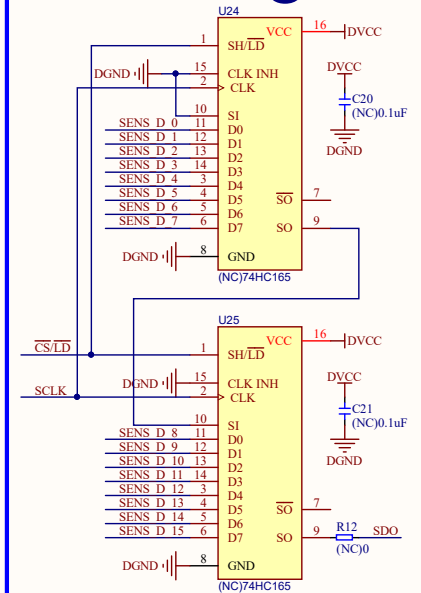 U24
VCC 16 DVCC
1 SH/LD
DGND 15 CLK INH
2 CLK
DVCC
C20
(NC)0.1uF
DGND
10 SI
SENS_D_0 11 D0
SENS_D_1 12 D1
SENS_D_2 13 D2
SENS_D_3 14 D3
SENS_D_4 3 D4
SENS_D_5 4 D5 SO 7
SENS_D_6 5 D6
SENS_D_7 6 D7 SO 9
DGND 8 GND
(NC)74HC165
U25
VCC 16 DVCC
CS/LD 1 SH/LD
DGND 15 CLK INH
SCLK 2 CLK
DVCC
C21
(NC)0.1uF
DGND
10 SI
SENS_D_8 11 D0
SENS_D_9 12 D1
SENS_D_10 13 D2
SENS_D_11 14 D3
SENS_D_12 3 D4
SENS_D_13 4 D5 SO 7
SENS_D_14 5 D6
SENS_D_15 6 D7 SO 9 R12 SDO
(NC)0
DGND 8 GND
(NC)74HC165